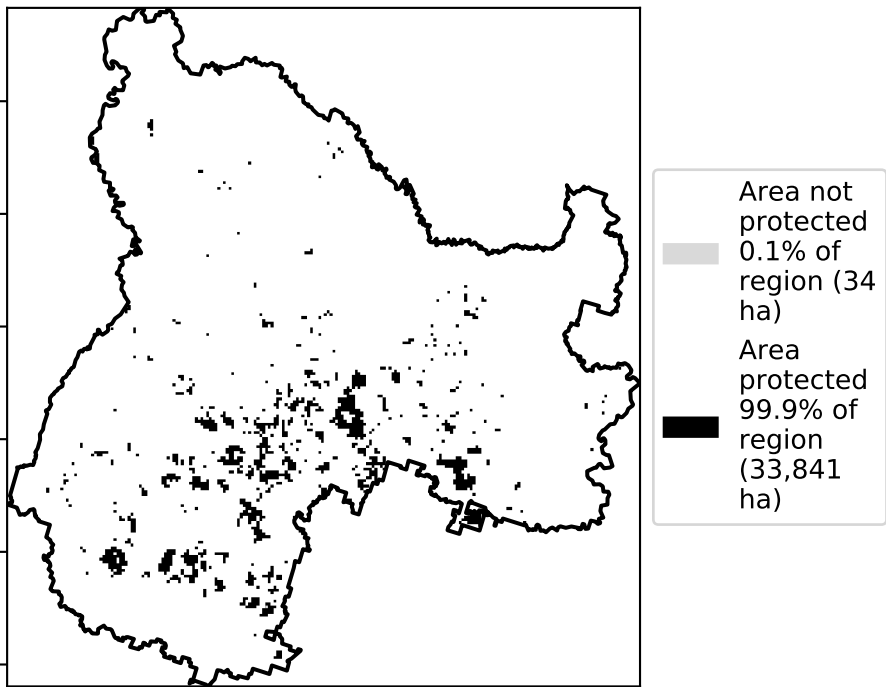 Area not
protected
0.1% of
region (34
ha)
Area
protected
99.9% of
region
(33,841
ha)